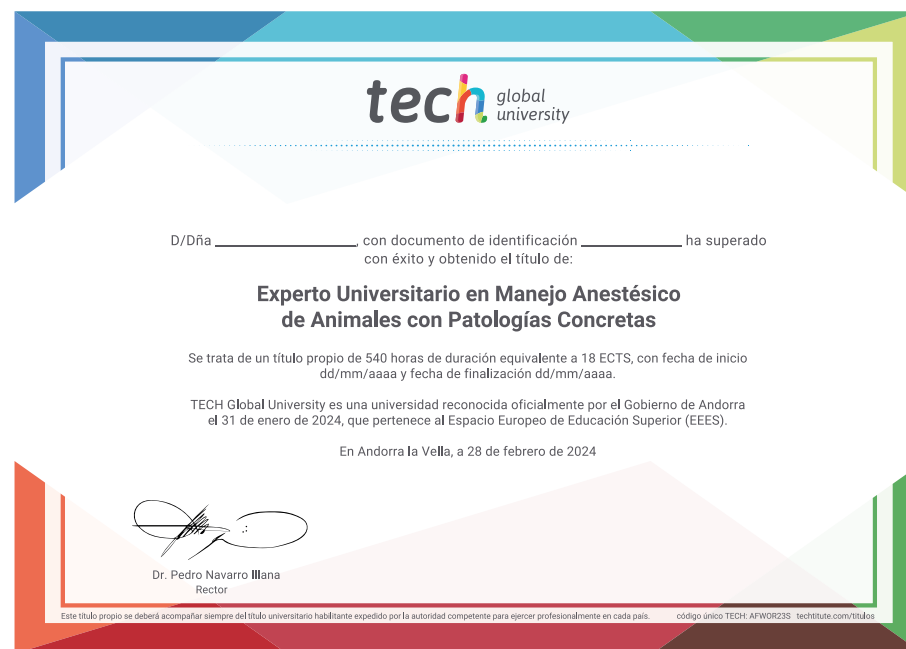 tech global university
D/Dña ________________, con documento de identificación ____________ ha superado
con éxito y obtenido el título de:
Experto Universitario en Manejo Anestésico
de Animales con Patologías Concretas
Se trata de un título propio de 540 horas de duración equivalente a 18 ECTS, con fecha de inicio
dd/mm/aaaa y fecha de finalización dd/mm/aaaa.
TECH Global University es una universidad reconocida oficialmente por el Gobierno de Andorra
el 31 de enero de 2024, que pertenece al Espacio Europeo de Educación Superior (EEES).
En Andorra la Vella, a 28 de febrero de 2024
Dr. Pedro Navarro Illana
Rector
Este título propio se deberá acompañar siempre del título universitario habilitante expedido por la autoridad competente para ejercer profesionalmente en cada país. código único TECH: AFWOR23S techtitute.com/titulos